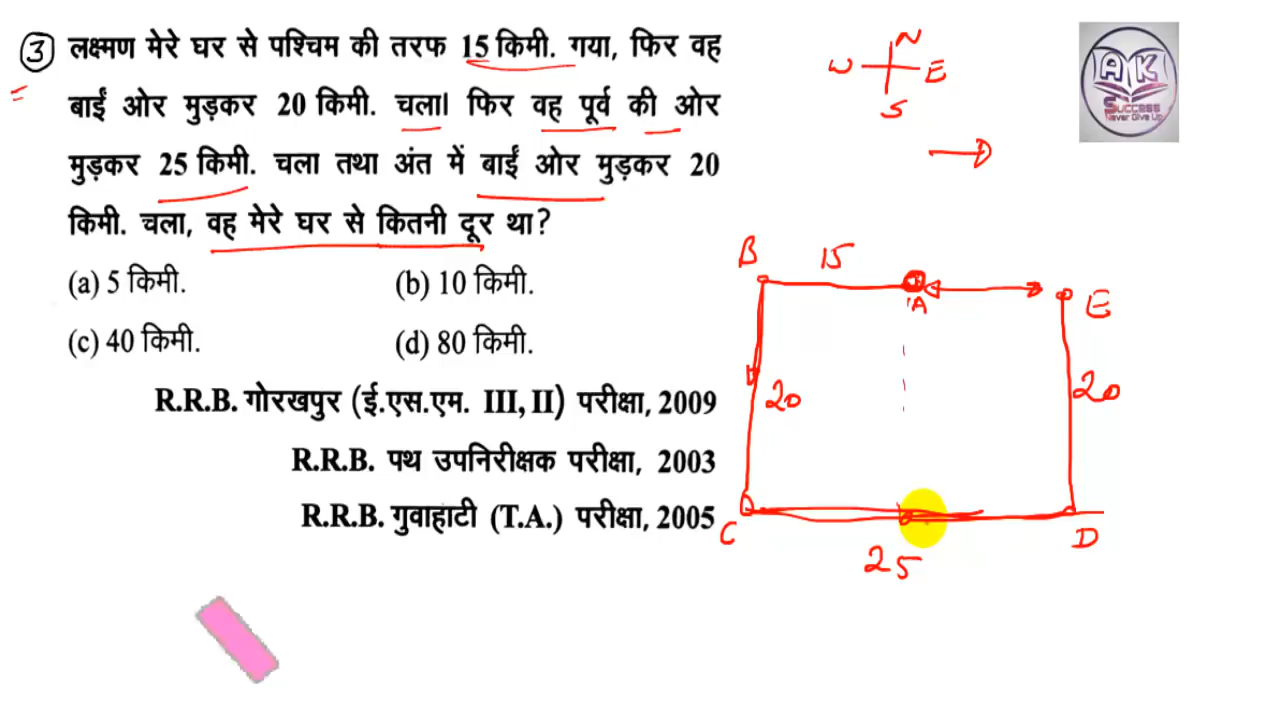 3 लक्ष्मण मेरे घर से पश्चिम की तरफ 15 किमी. गया, फिर वह
बाईं ओर मुड़कर 20 किमी. चला। फिर वह पूर्व की ओर
मुड़कर 25 किमी. चला तथा अंत में बाईं ओर मुड़कर 20
किमी. चला, वह मेरे घर से कितनी दूर था?
(a) 5 किमी. (b) 10 किमी.
(c) 40 किमी. (d) 80 किमी.
R.R.B. गोरखपुर (ई.एस.एम. III, II) परीक्षा, 2009
R.R.B. पथ उपनिरीक्षक परीक्षा, 2003
R.R.B. गुवाहाटी (T.A.) परीक्षा, 2005
N
W E
S
AK
Success
Never Give Up
B 15
A E
20 20
C D
25